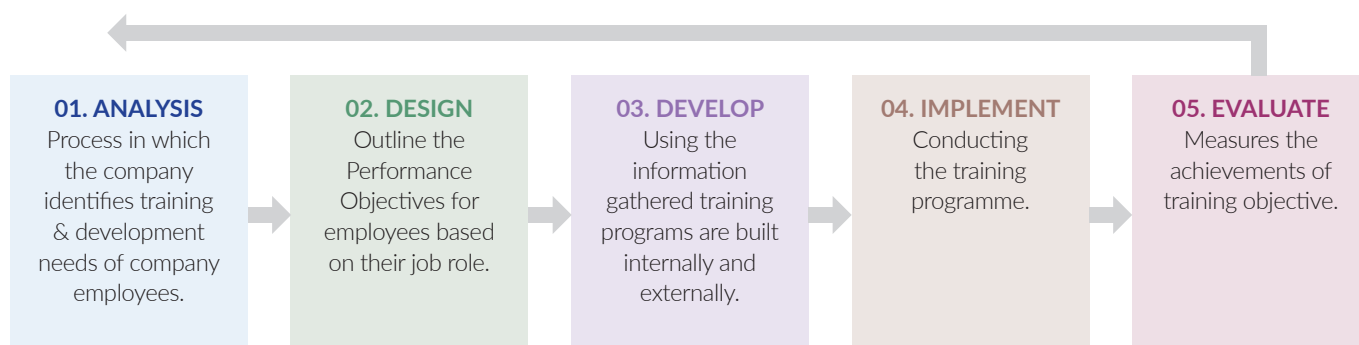 01. ANALYSIS
Process in which
the company
identifies training
& development
needs of company
employees.
02. DESIGN
Outline the
Performance
Objectives for
employees based
on their job role.
03. DEVELOP
Using the
information
gathered training
programs are built
internally and
externally.
04. IMPLEMENT
Conducting
the training
programme.
05. EVALUATE
Measures the
achievements of
training objective.